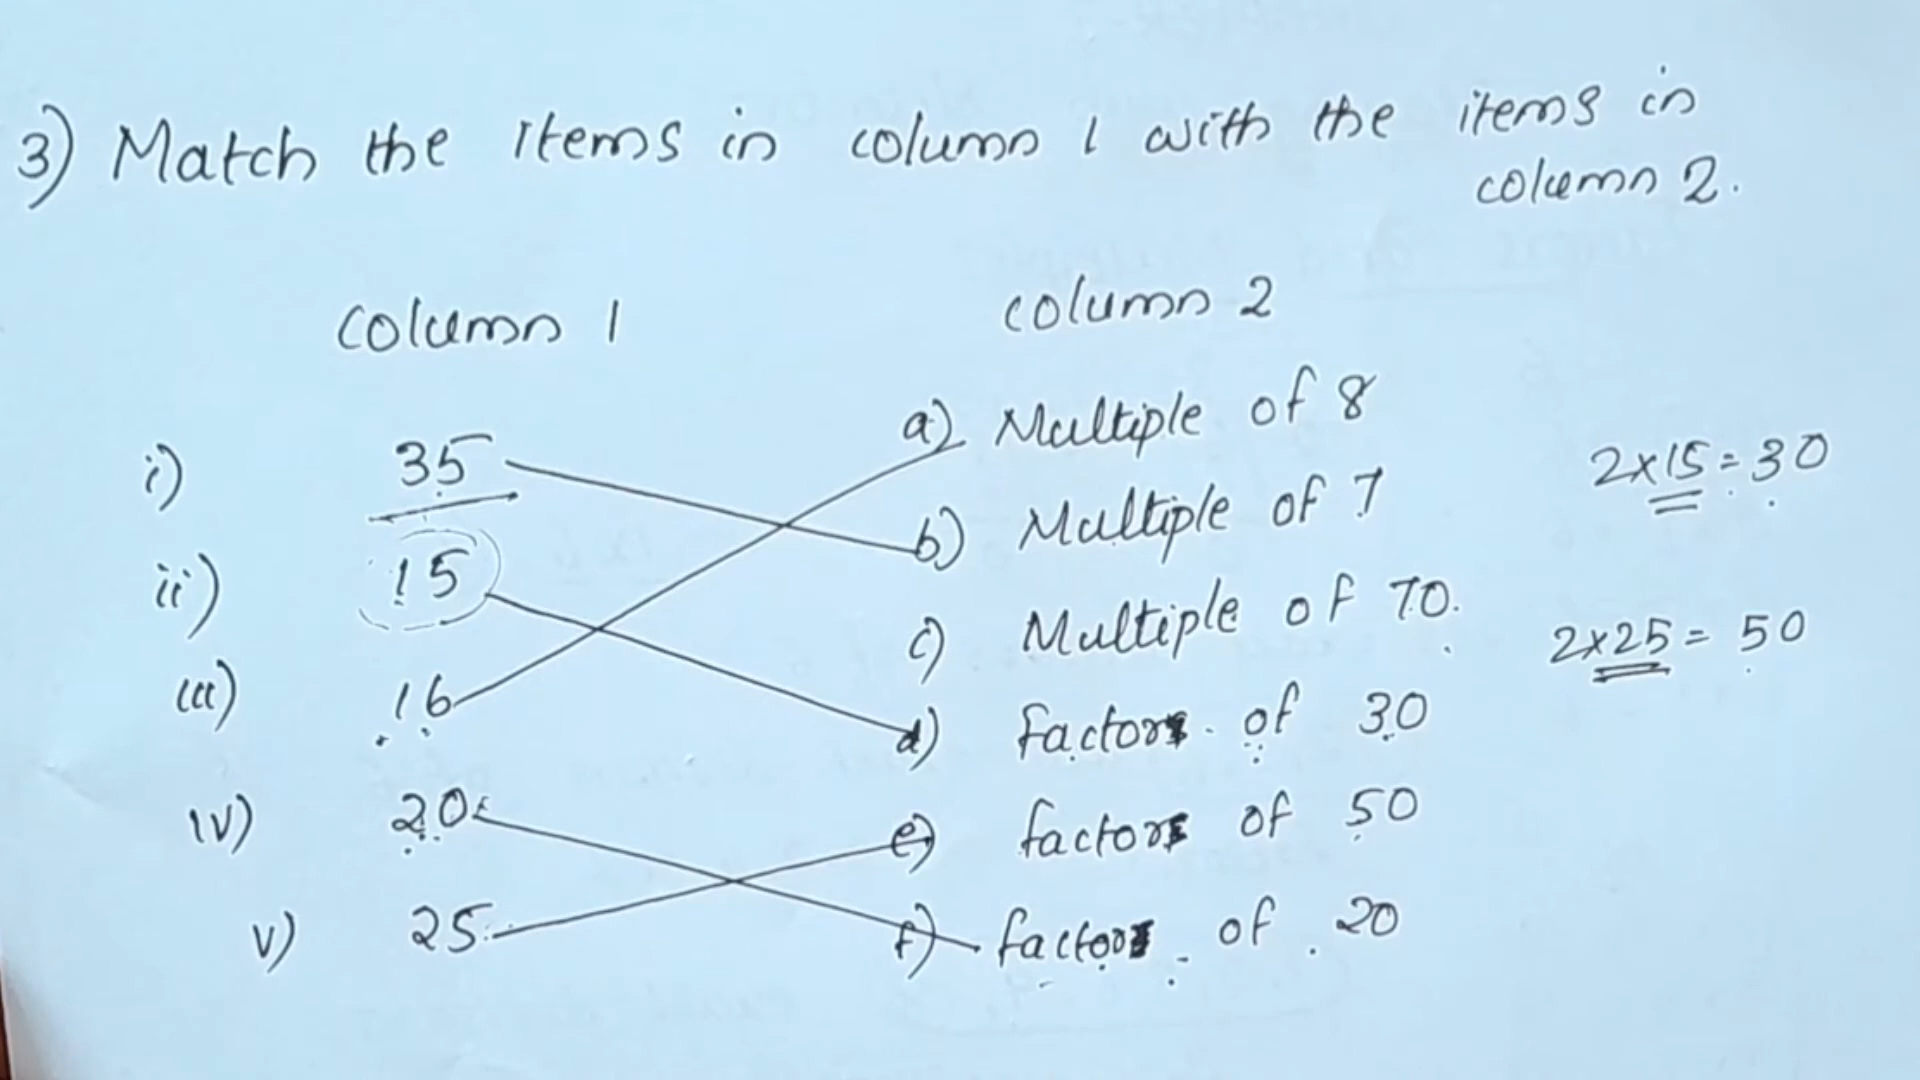 3) Match the items in column 1 with the items in
column 2.
column 1 column 2
i) 35 a) Multiple of 8
ii) 15 b) Multiple of 7
2x15=30
iii) 16 c) Multiple of 70.
2x25=50
iv) 20 d) factors of 30
v) 25 e) factors of 50
f) factors of 20